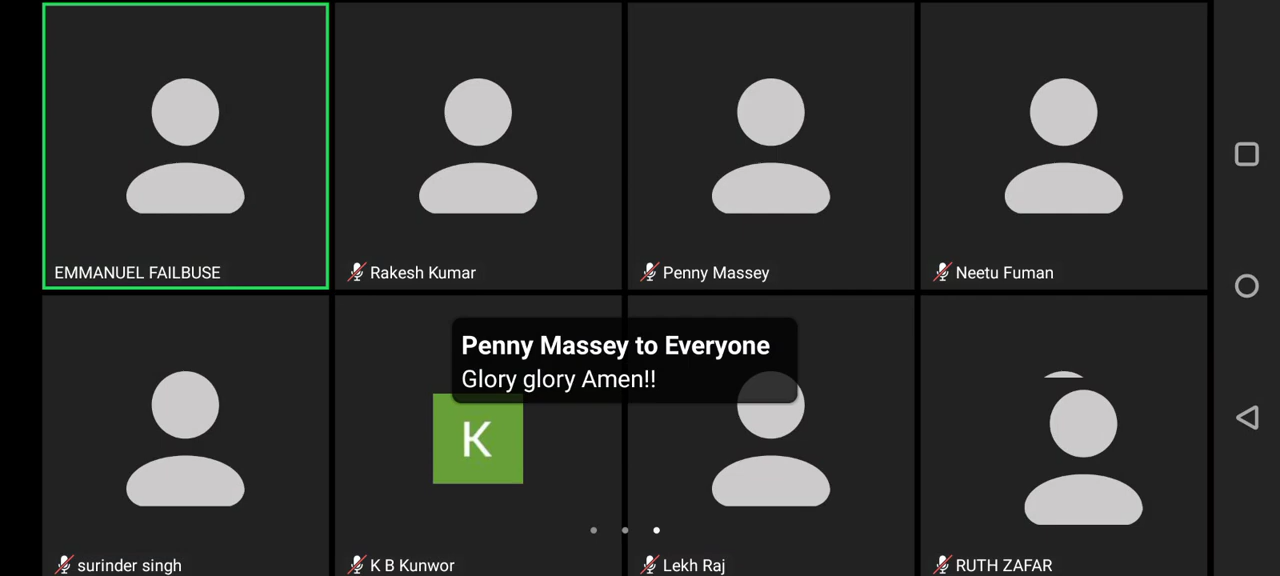 EMMANUEL FAILBUSE
Rakesh Kumar
Penny Massey
Neetu Fuman
Penny Massey to Everyone
Glory glory Amen!!
K
surinder singh
K B Kunwor
Lekh Raj
RUTH ZAFAR